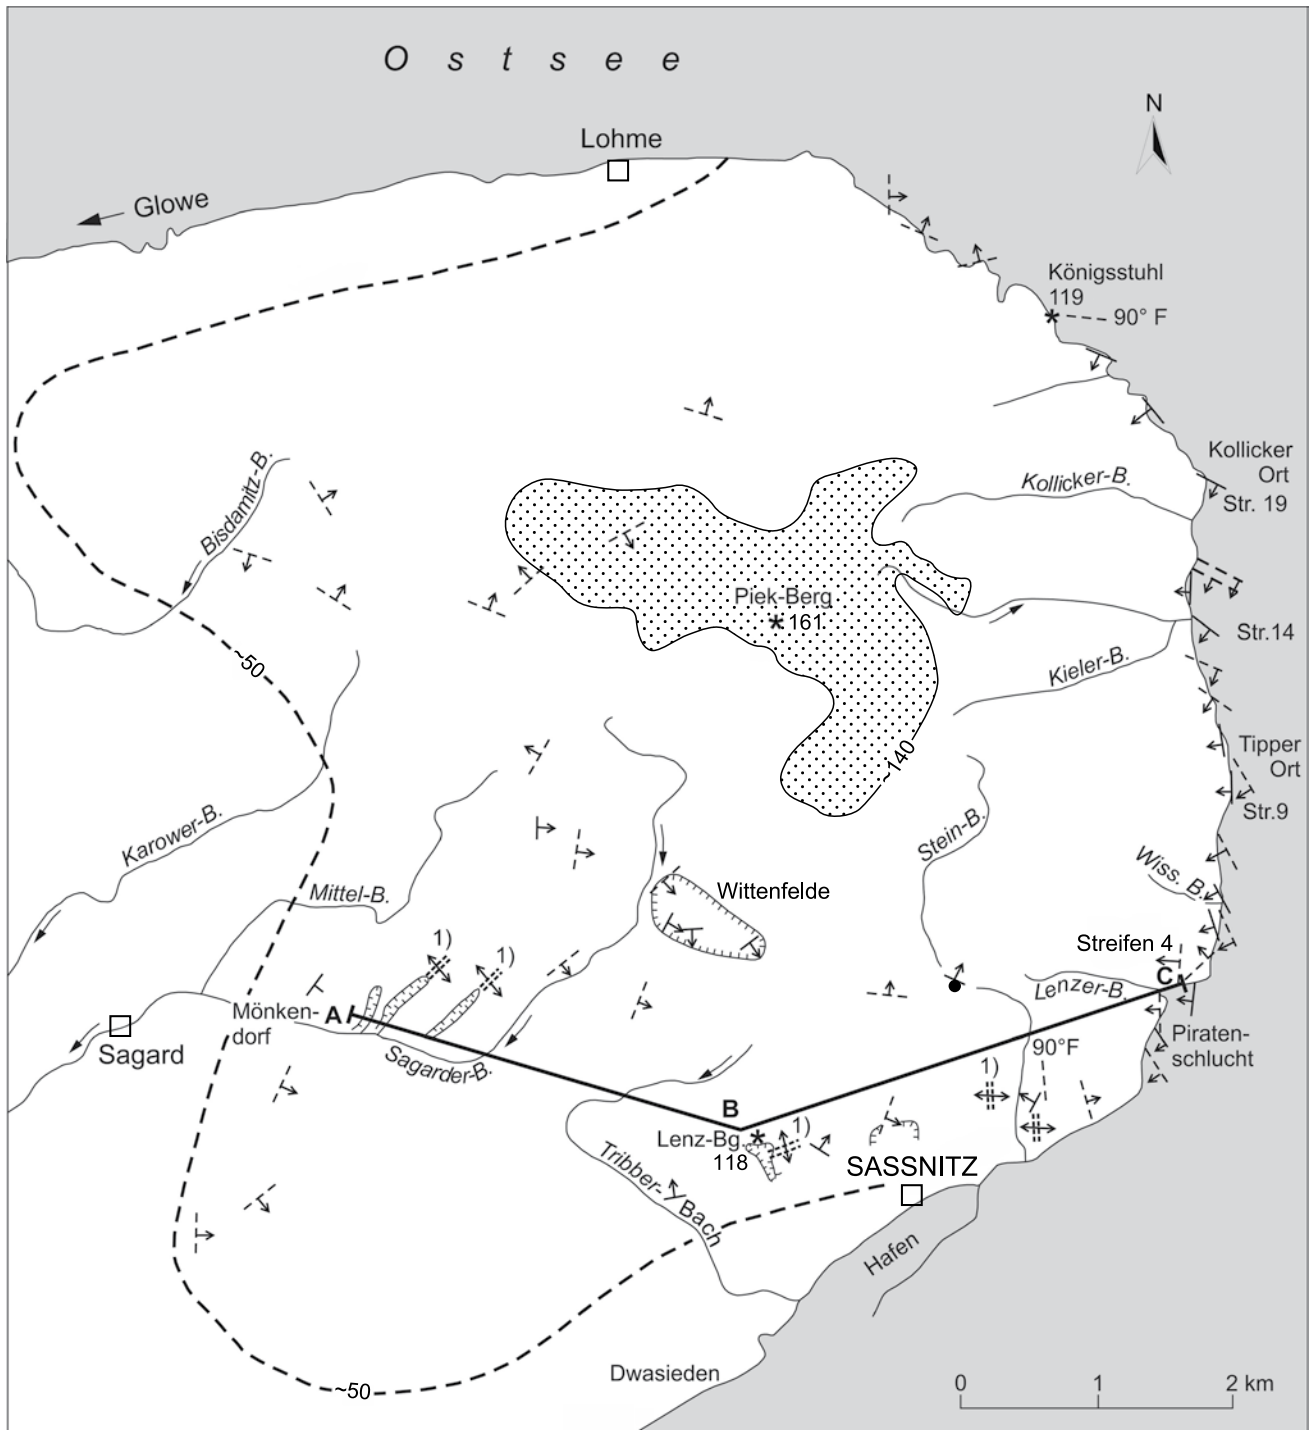 O s t s e e
N
Lohme
Glowe
Königsstuhl
119
90° F
Kollicker
Ort
Str. 19
Kollicker-B.
Bisdamitz-B.
Piek-Berg
161
Str.14
~50
Kieler-B.
~140
Tipper
Ort
Str.9
Karower-B.
Stein-B.
Wiss. B.
Mittel-B.
Wittenfelde
1)
1)
Streifen 4
C
Lenzer-B.
Mönken-
dorf
A
Sagard
Sagarder-B.
Piraten-
schlucht
90°F
1)
B
Lenz-Bg.
118
1)
SASSNITZ
Tribber-Bach
Hafen
Dwasieden
~50
0 1 2 km